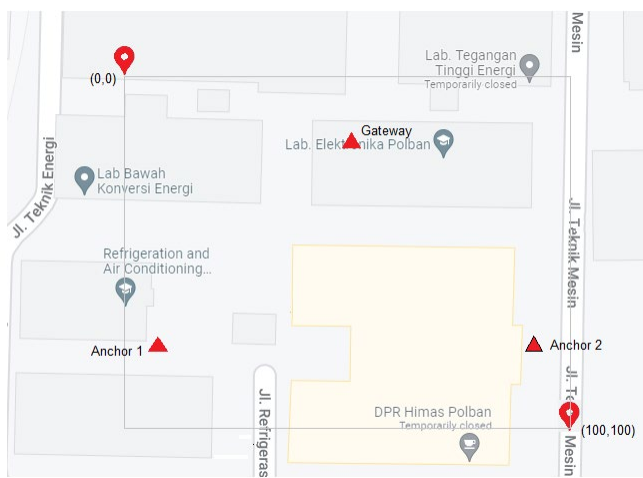 Mesin
Lab. Tegangan
Tinggi Energi
Temporarily closed
(0,0)
Gateway
Lab. Elektronika Polban
Lab Bawah
Konversi Energi
Jl. Teknik Energi
Jl. Teknik Mesin
Refrigeration and
Air Conditioning...
Anchor 1
Anchor 2
Jl. Te
Mesin
Jl. Refrigeras
DPR Himas Polban
Temporarily closed
(100,100)